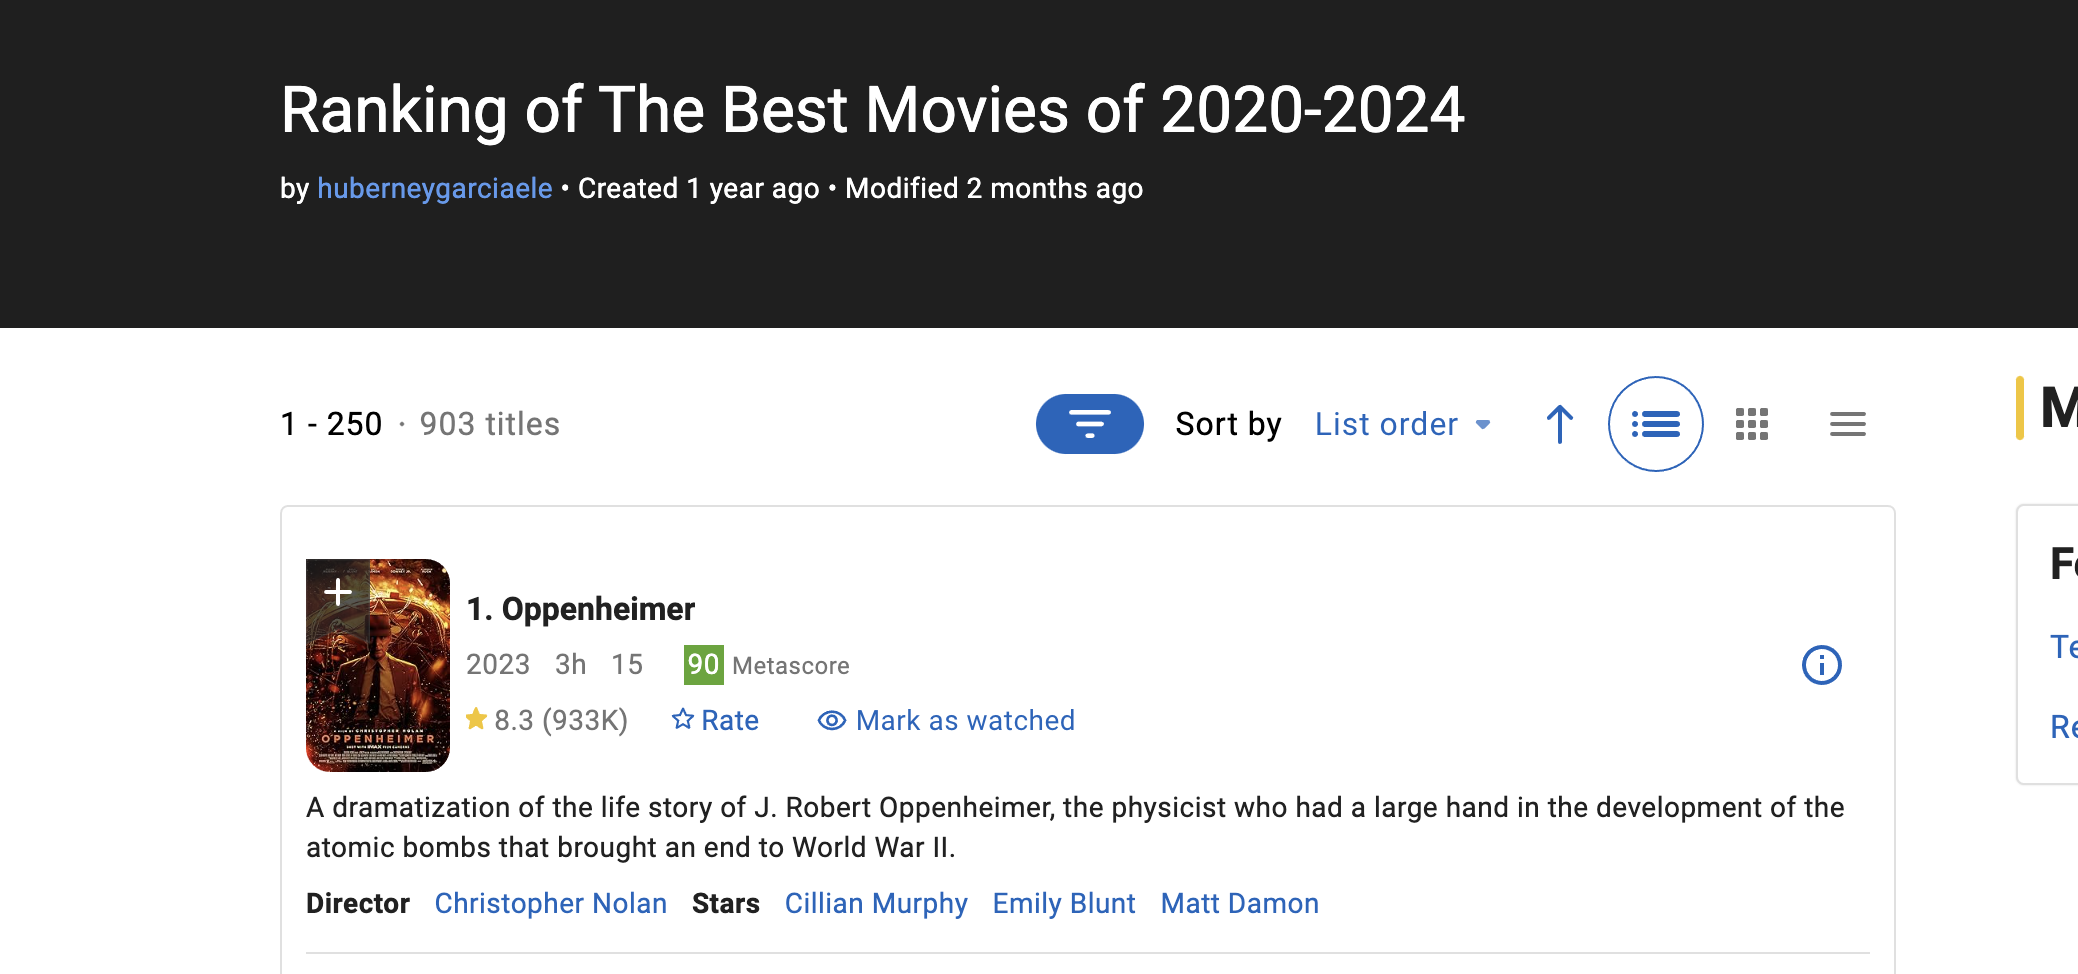 Ranking of The Best Movies of 2020-2024
by huberneygarciaele • Created 1 year ago • Modified 2 months ago
1 - 250 · 903 titles
Sort by List order
1. Oppenheimer
2023 3h 15 90 Metascore
8.3 (933K) Rate Mark as watched
OPPENHEIMER
A dramatization of the life story of J. Robert Oppenheimer, the physicist who had a large hand in the development of the
atomic bombs that brought an end to World War II.
Director Christopher Nolan Stars Cillian Murphy Emily Blunt Matt Damon